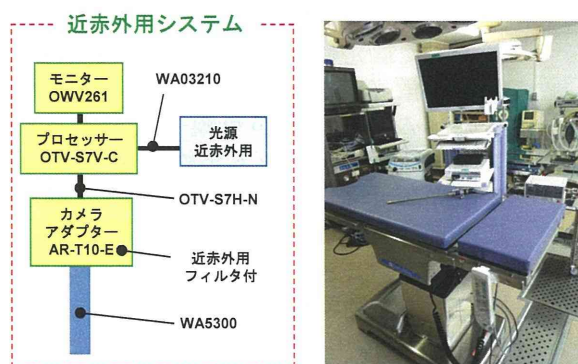 近赤外用システム
モニター
OWV261
WA03210
プロセッサー
OTV-S7V-C
光源
近赤外用
OTV-S7H-N
カメラ
アダプター
AR-T10-E
近赤外用
フィルタ付
WA5300